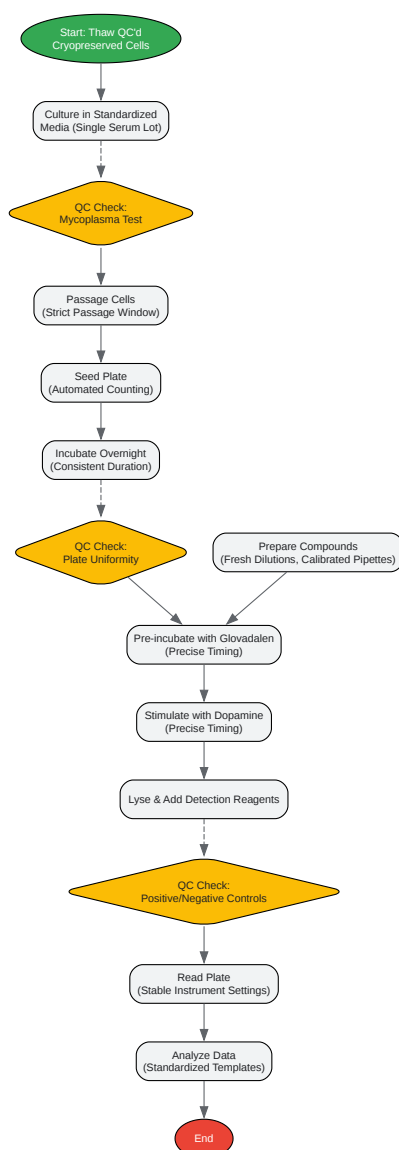 Start: Thaw QC'd
Cryopreserved Cells
Culture in Standardized
Media (Single Serum Lot)
QC Check:
Mycoplasma Test
Passage Cells
(Strict Passage Window)
Seed Plate
(Automated Counting)
Incubate Overnight
(Consistent Duration)
QC Check:
Plate Uniformity
Prepare Compounds
(Fresh Dilutions, Calibrated Pipettes)
Pre-incubate with Glovadalen
(Precise Timing)
Stimulate with Dopamine
(Precise Timing)
Lyse & Add Detection Reagents
QC Check:
Positive/Negative Controls
Read Plate
(Stable Instrument Settings)
Analyze Data
(Standardized Templates)
End